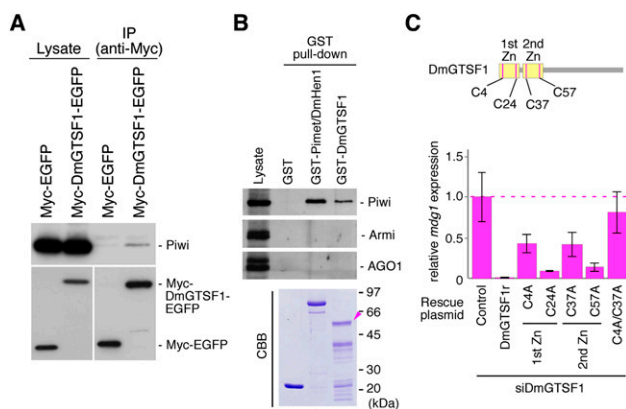 A
IP
Lysate (anti-Myc)
Myc-EGFP
Myc-DmGTSF1-EGFP
Myc-EGFP
Myc-DmGTSF1-EGFP
- Piwi
- Myc-
DmGTSF1-
EGFP
- Myc-EGFP
B
GST
pull-down
Lysate
GST
GST-Pimet/DmHen1
GST-DmGTSF1
- Piwi
- Armi
- AGO1
CBB
97
66
45
30
20
(kDa)
C
1st 2nd
Zn Zn
DmGTSF1
C4 C57
C24 C37
relative mdg1 expression
1.5
1.0
0.5
0
Rescue
plasmid
Control
DmGTSF1r
C4A
C24A
C37A
C57A
C4A/C37A
1st Zn
2nd Zn
siDmGTSF1